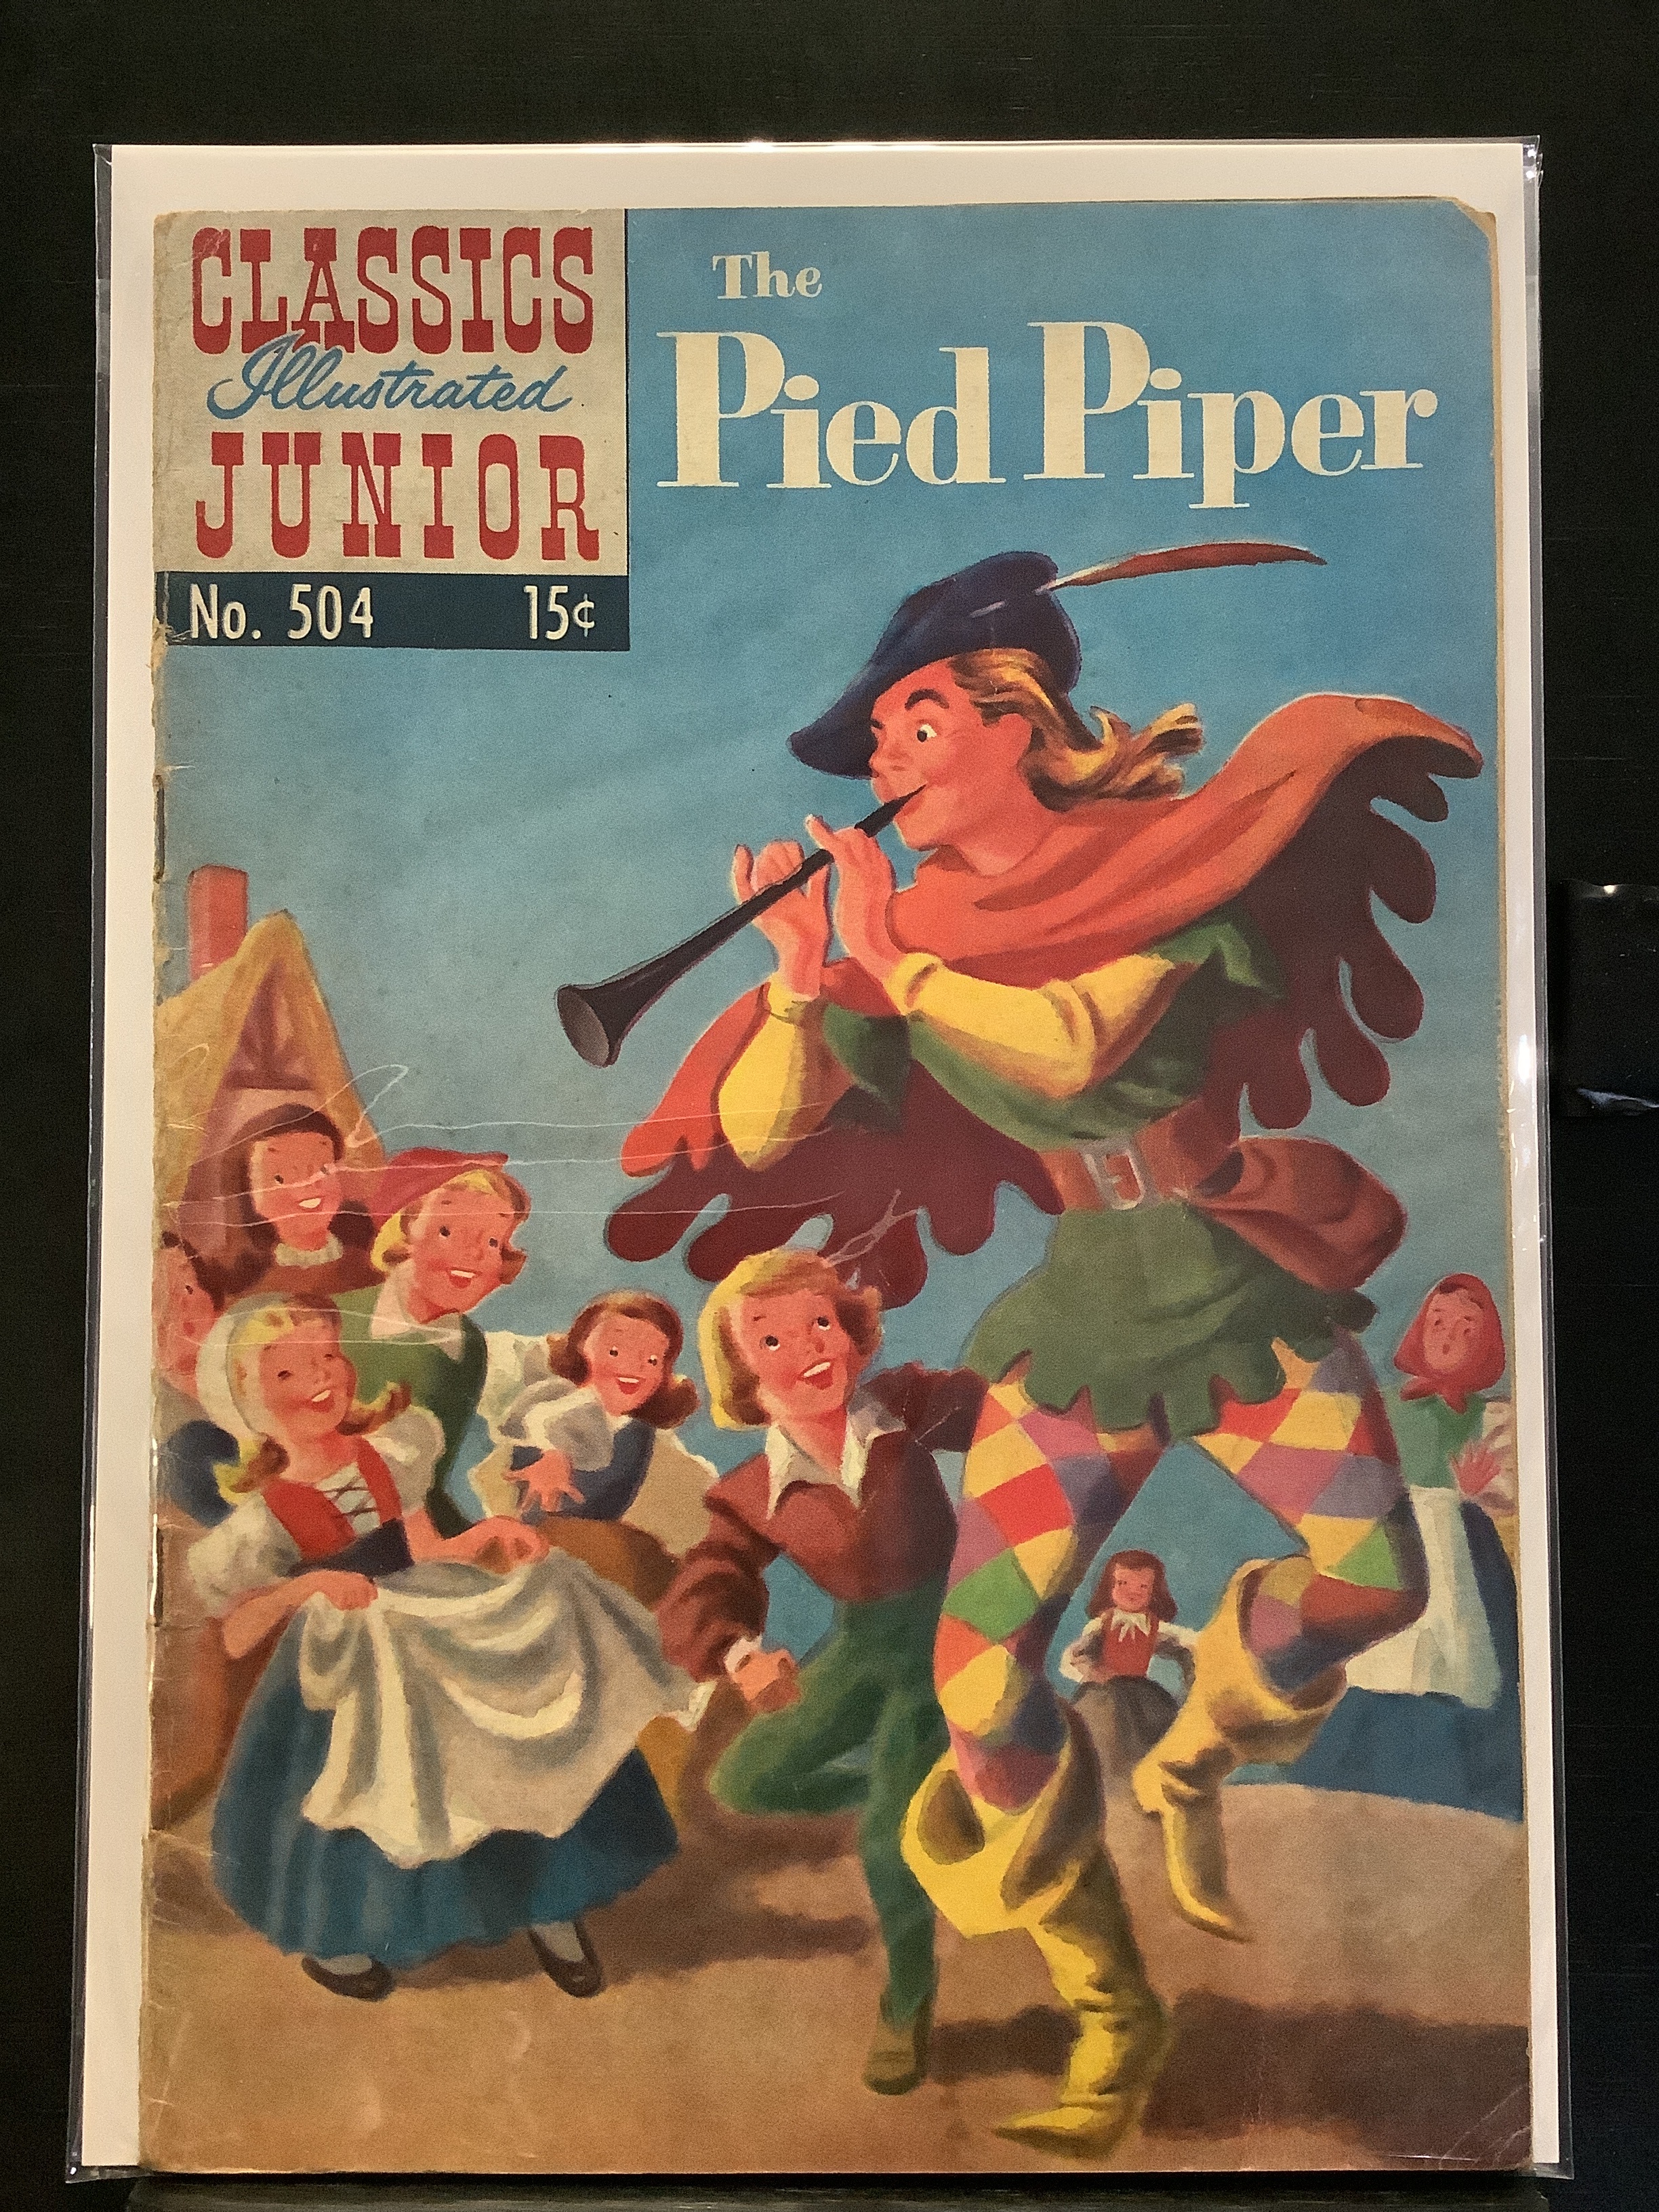 CLASSICS
Illustrated
JUNIOR
No. 504 15¢
The
Pied Piper